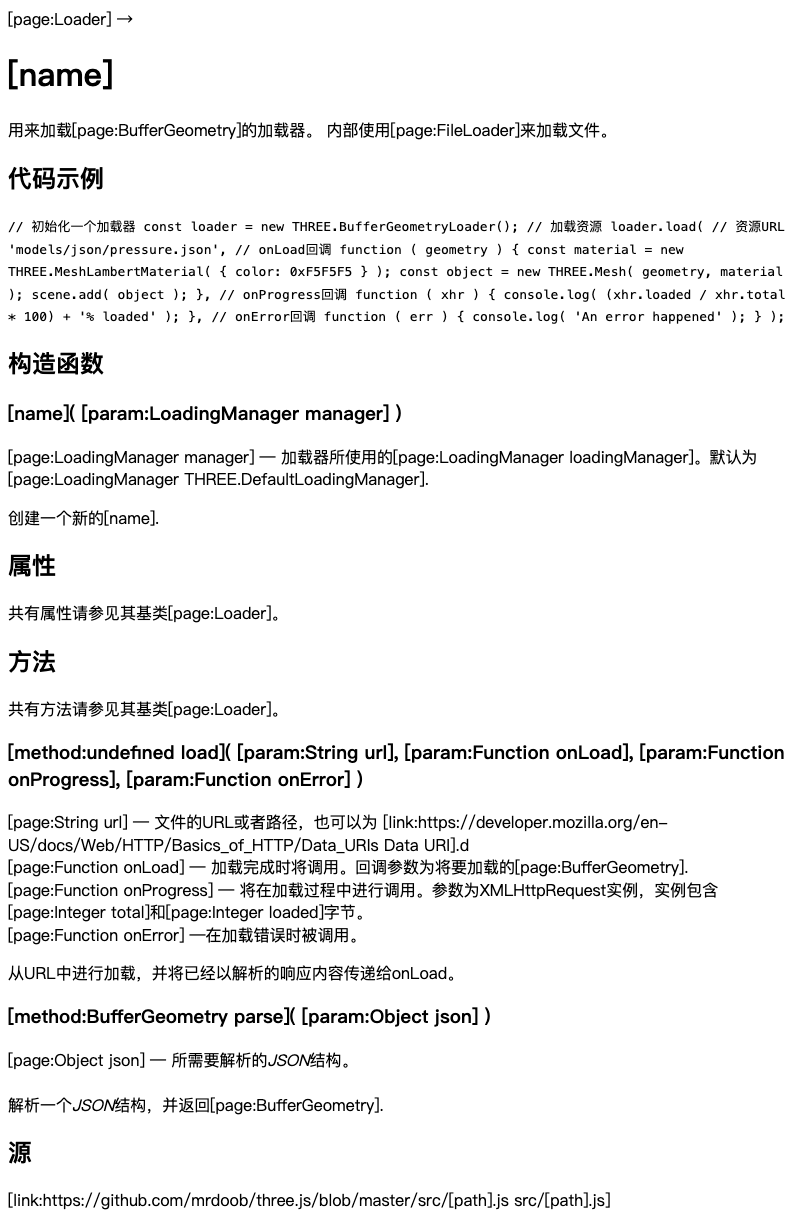 [page:Loader] →
[name]
用来加载[page:BufferGeometry]的加载器。 内部使用[page:FileLoader]来加载文件。
代码示例
// 初始化一个加载器 const loader = new THREE.BufferGeometryLoader(); // 加载资源 loader.load( // 资源URL
'models/json/pressure.json', // onLoad回调 function ( geometry ) { const material = new
THREE.MeshLambertMaterial( { color: 0xF5F5F5 } ); const object = new THREE.Mesh( geometry, material
); scene.add( object ); }, // onProgress回调 function ( xhr ) { console.log( (xhr.loaded / xhr.total
* 100) + '% loaded' ); }, // onError回调 function ( err ) { console.log( 'An error happened' ); } );
构造函数
[name]( [param:LoadingManager manager] )
[page:LoadingManager manager] — 加载器所使用的[page:LoadingManager loadingManager]。默认为
[page:LoadingManager THREE.DefaultLoadingManager].
创建一个新的[name].
属性
共有属性请参见其基类[page:Loader]。
方法
共有方法请参见其基类[page:Loader]。
[method:undefined load]( [param:String url], [param:Function onLoad], [param:Function
onProgress], [param:Function onError] )
[page:String url] — 文件的URL或者路径，也可以为 [link:https://developer.mozilla.org/en-
US/docs/Web/HTTP/Basics_of_HTTP/Data_URIs Data URI].d
[page:Function onLoad] — 加载完成时将调用。回调参数为将要加载的[page:BufferGeometry].
[page:Function onProgress] — 将在加载过程中进行调用。参数为XMLHttpRequest实例，实例包含
[page:Integer total]和[page:Integer loaded]字节。
[page:Function onError] —在加载错误时被调用。
从URL中进行加载，并将已经以解析的响应内容传递给onLoad。
[method:BufferGeometry parse]( [param:Object json] )
[page:Object json] — 所需要解析的JSON结构。
解析一个JSON结构，并返回[page:BufferGeometry].
源
[link:https://github.com/mrdoob/three.js/blob/master/src/[path].js src/[path].js]